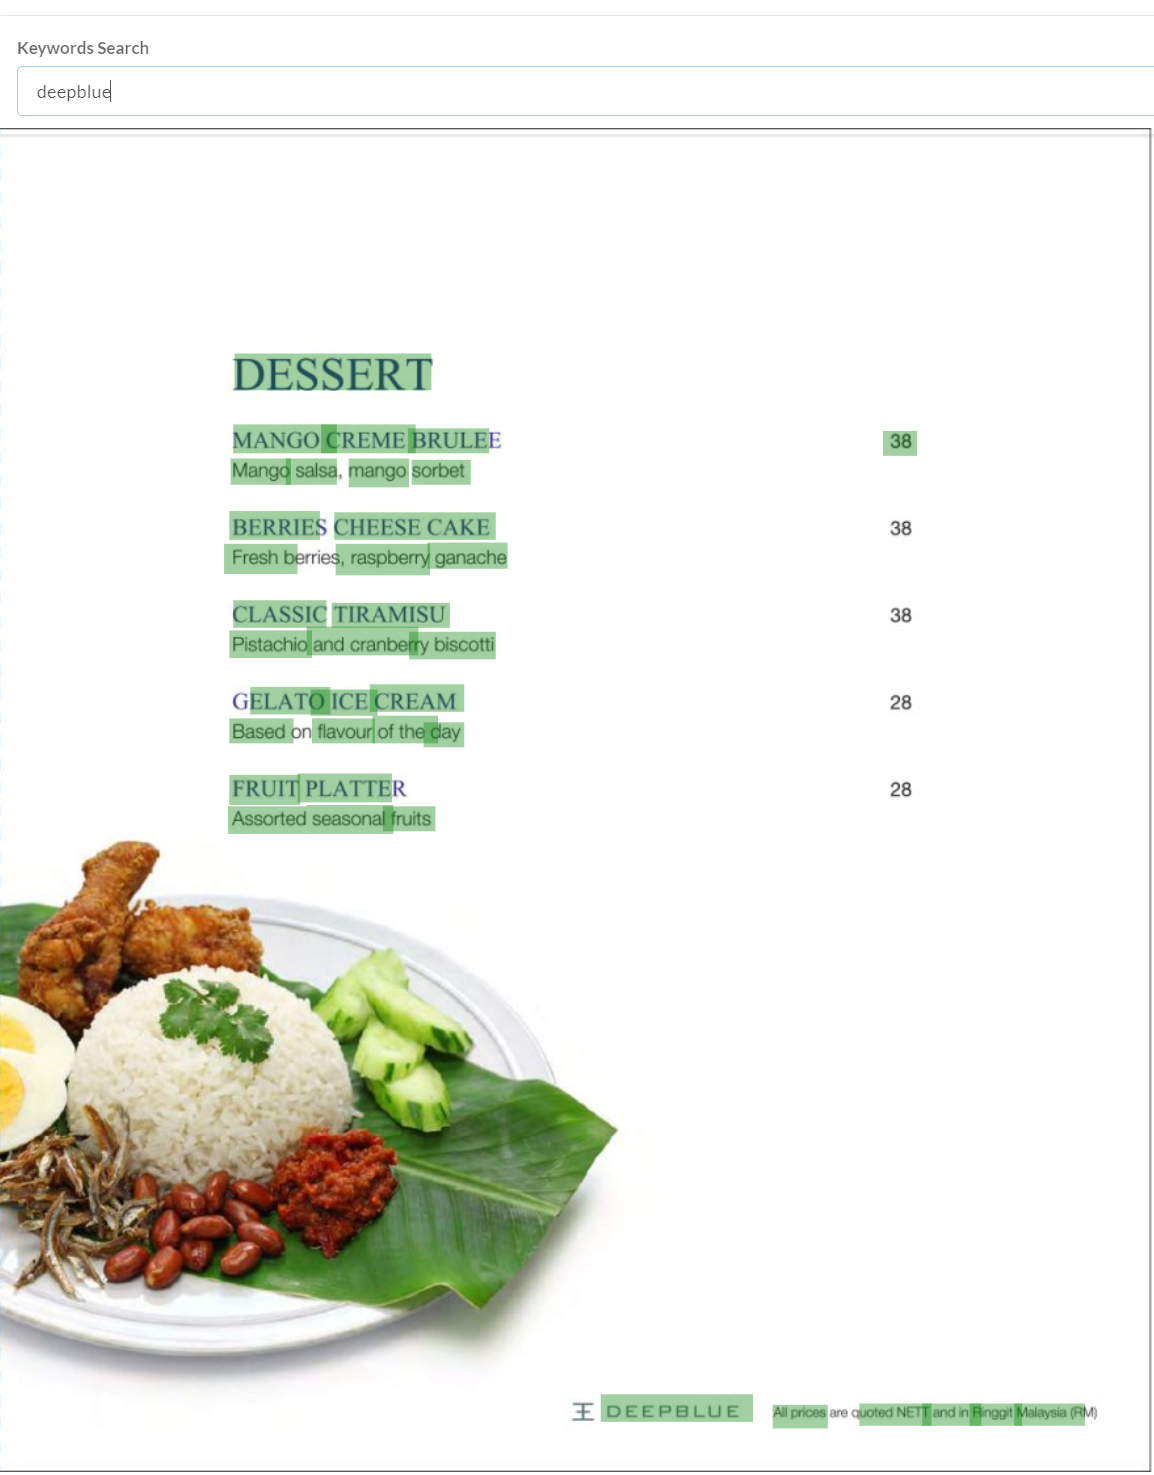 Keywords Search
deepblue
DESSERT
MANGO CREME BRULEE 38
Mango salsa, mango sorbet
BERRIES CHEESE CAKE 38
Fresh berries, raspberry ganache
CLASSIC TIRAMISU 38
Pistachio and cranberry biscotti
GELATO ICE CREAM 28
Based on flavour of the day
FRUIT PLATTER 28
Assorted seasonal fruits
DEEPBLUE All prices are quoted NETT and in Ringgit Malaysia (RM)